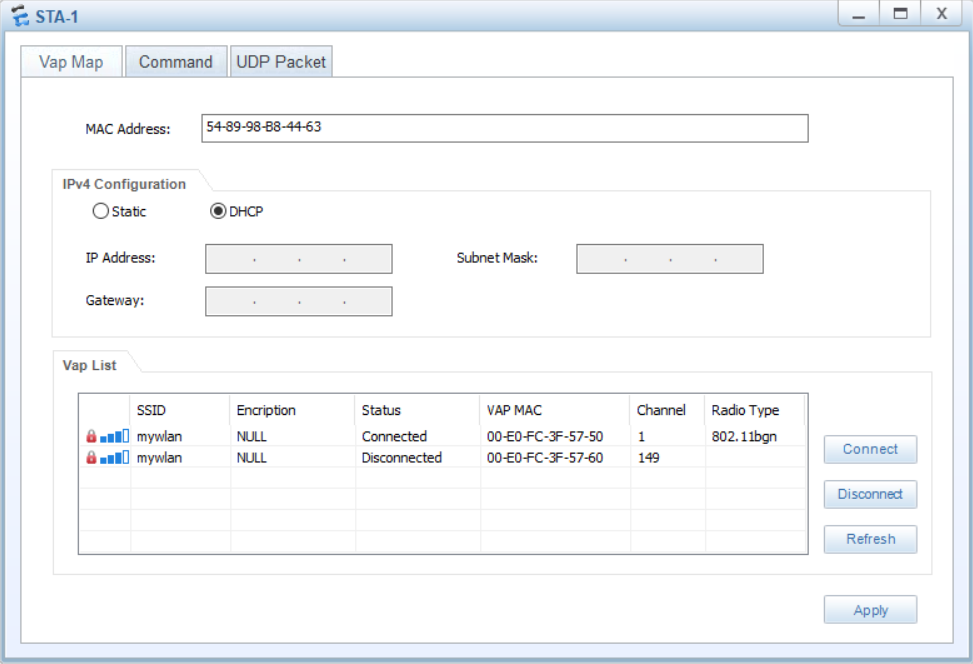 STA-1
Vap Map Command UDP Packet
MAC Address: 54-89-98-B8-44-63
IPv4 Configuration
Static DHCP
IP Address: . . . Subnet Mask: . . .
Gateway: . . .
Vap List
SSID Encription Status VAP MAC Channel Radio Type
mywlan NULL Connected 00-E0-FC-3F-57-50 1 802.11bgn
mywlan NULL Disconnected 00-E0-FC-3F-57-60 149
Connect
Disconnect
Refresh
Apply